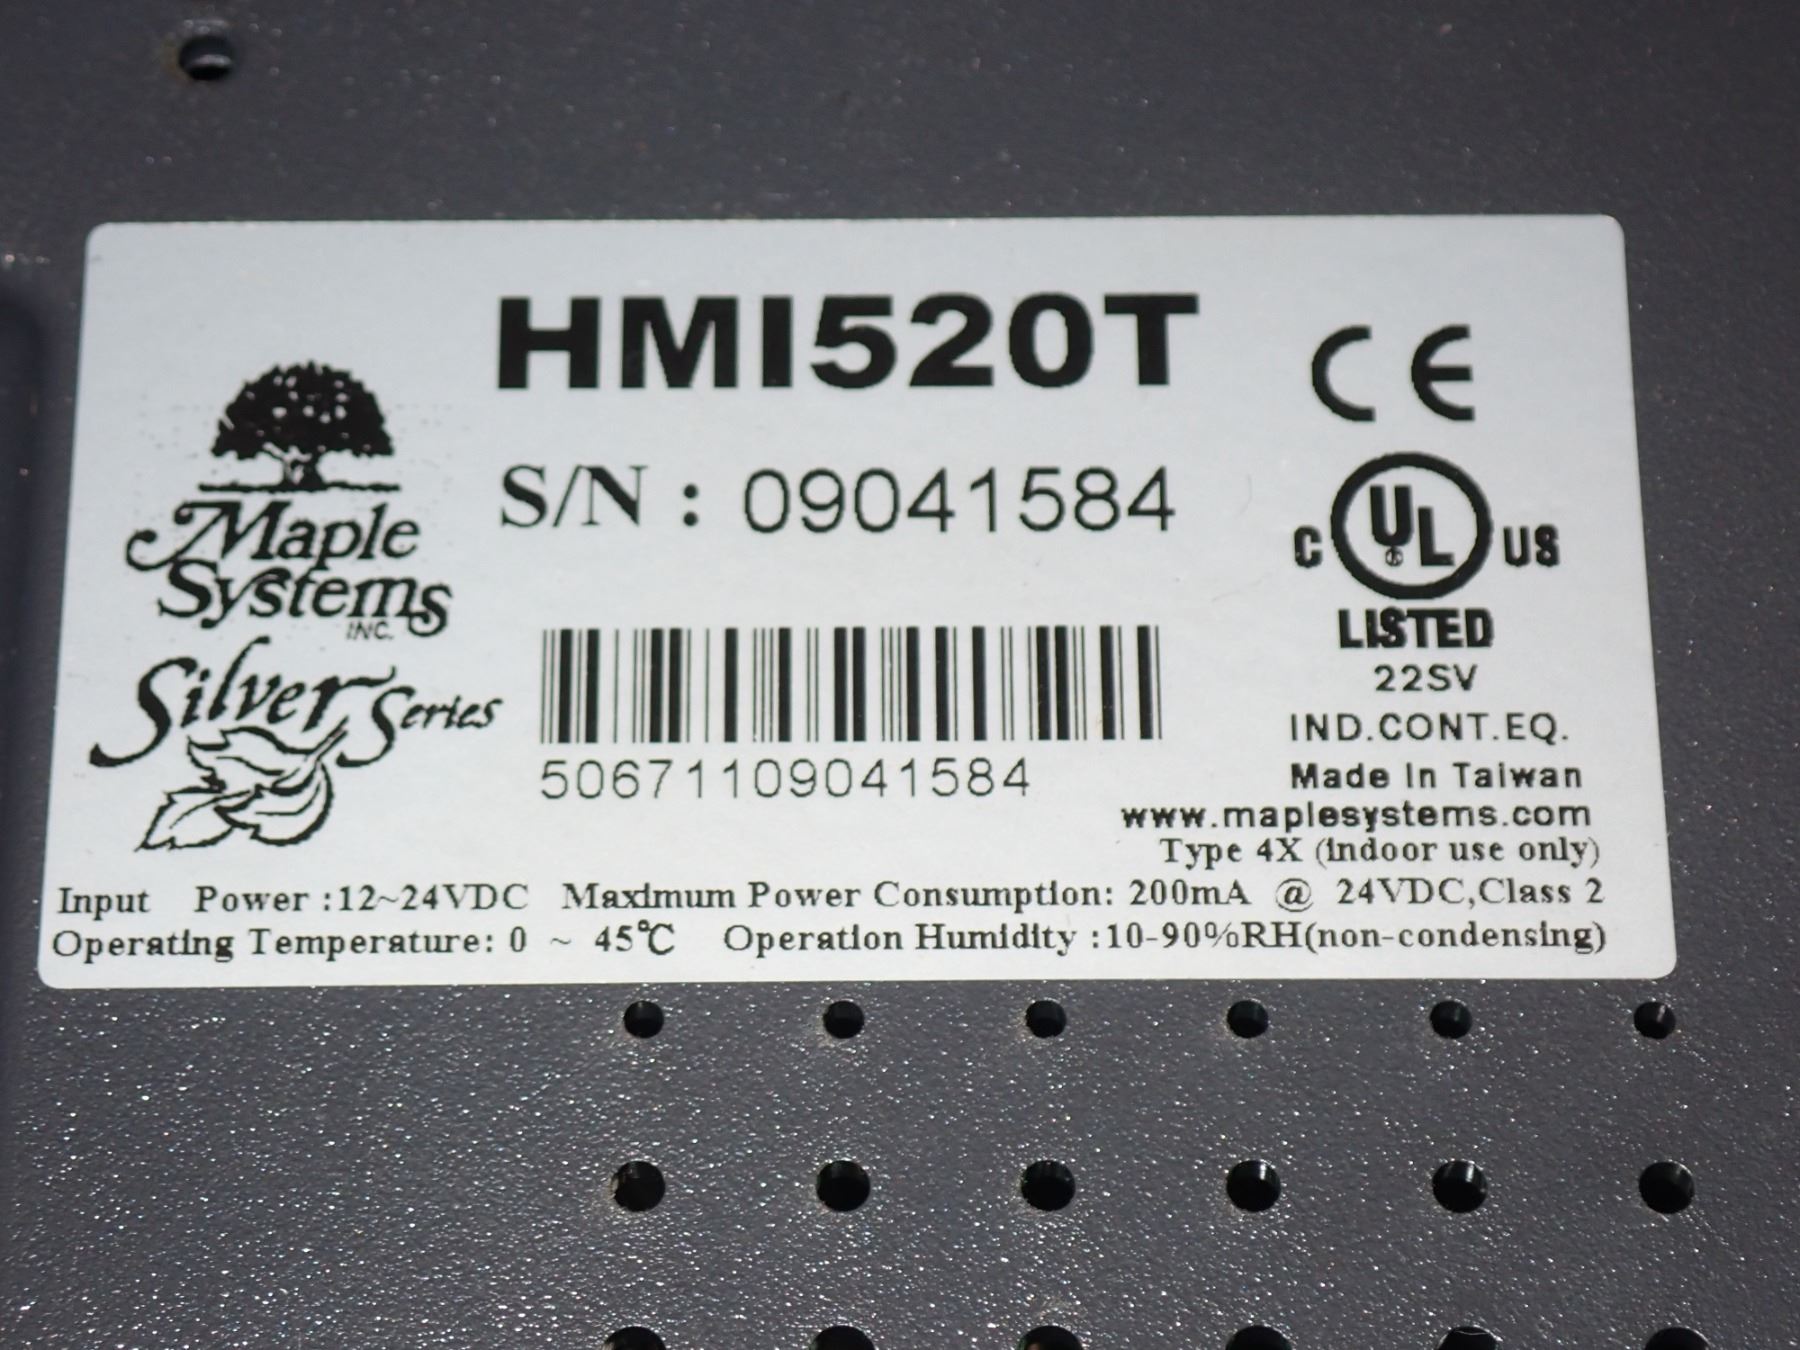 HMI520T
CE
Maple
Systems
INC.
Silver Series
S/N : 09041584
C UL US
LISTED
22SV
IND.CONT.EQ.
50671109041584
Made In Taiwan
www.maplesystems.com
Type 4X (Indoor use only)
Input Power :12~24VDC Maximum Power Consumption: 200mA @ 24VDC,Class 2
Operating Temperature: 0 ~ 45℃ Operation Humidity :10-90%RH(non-condensing)